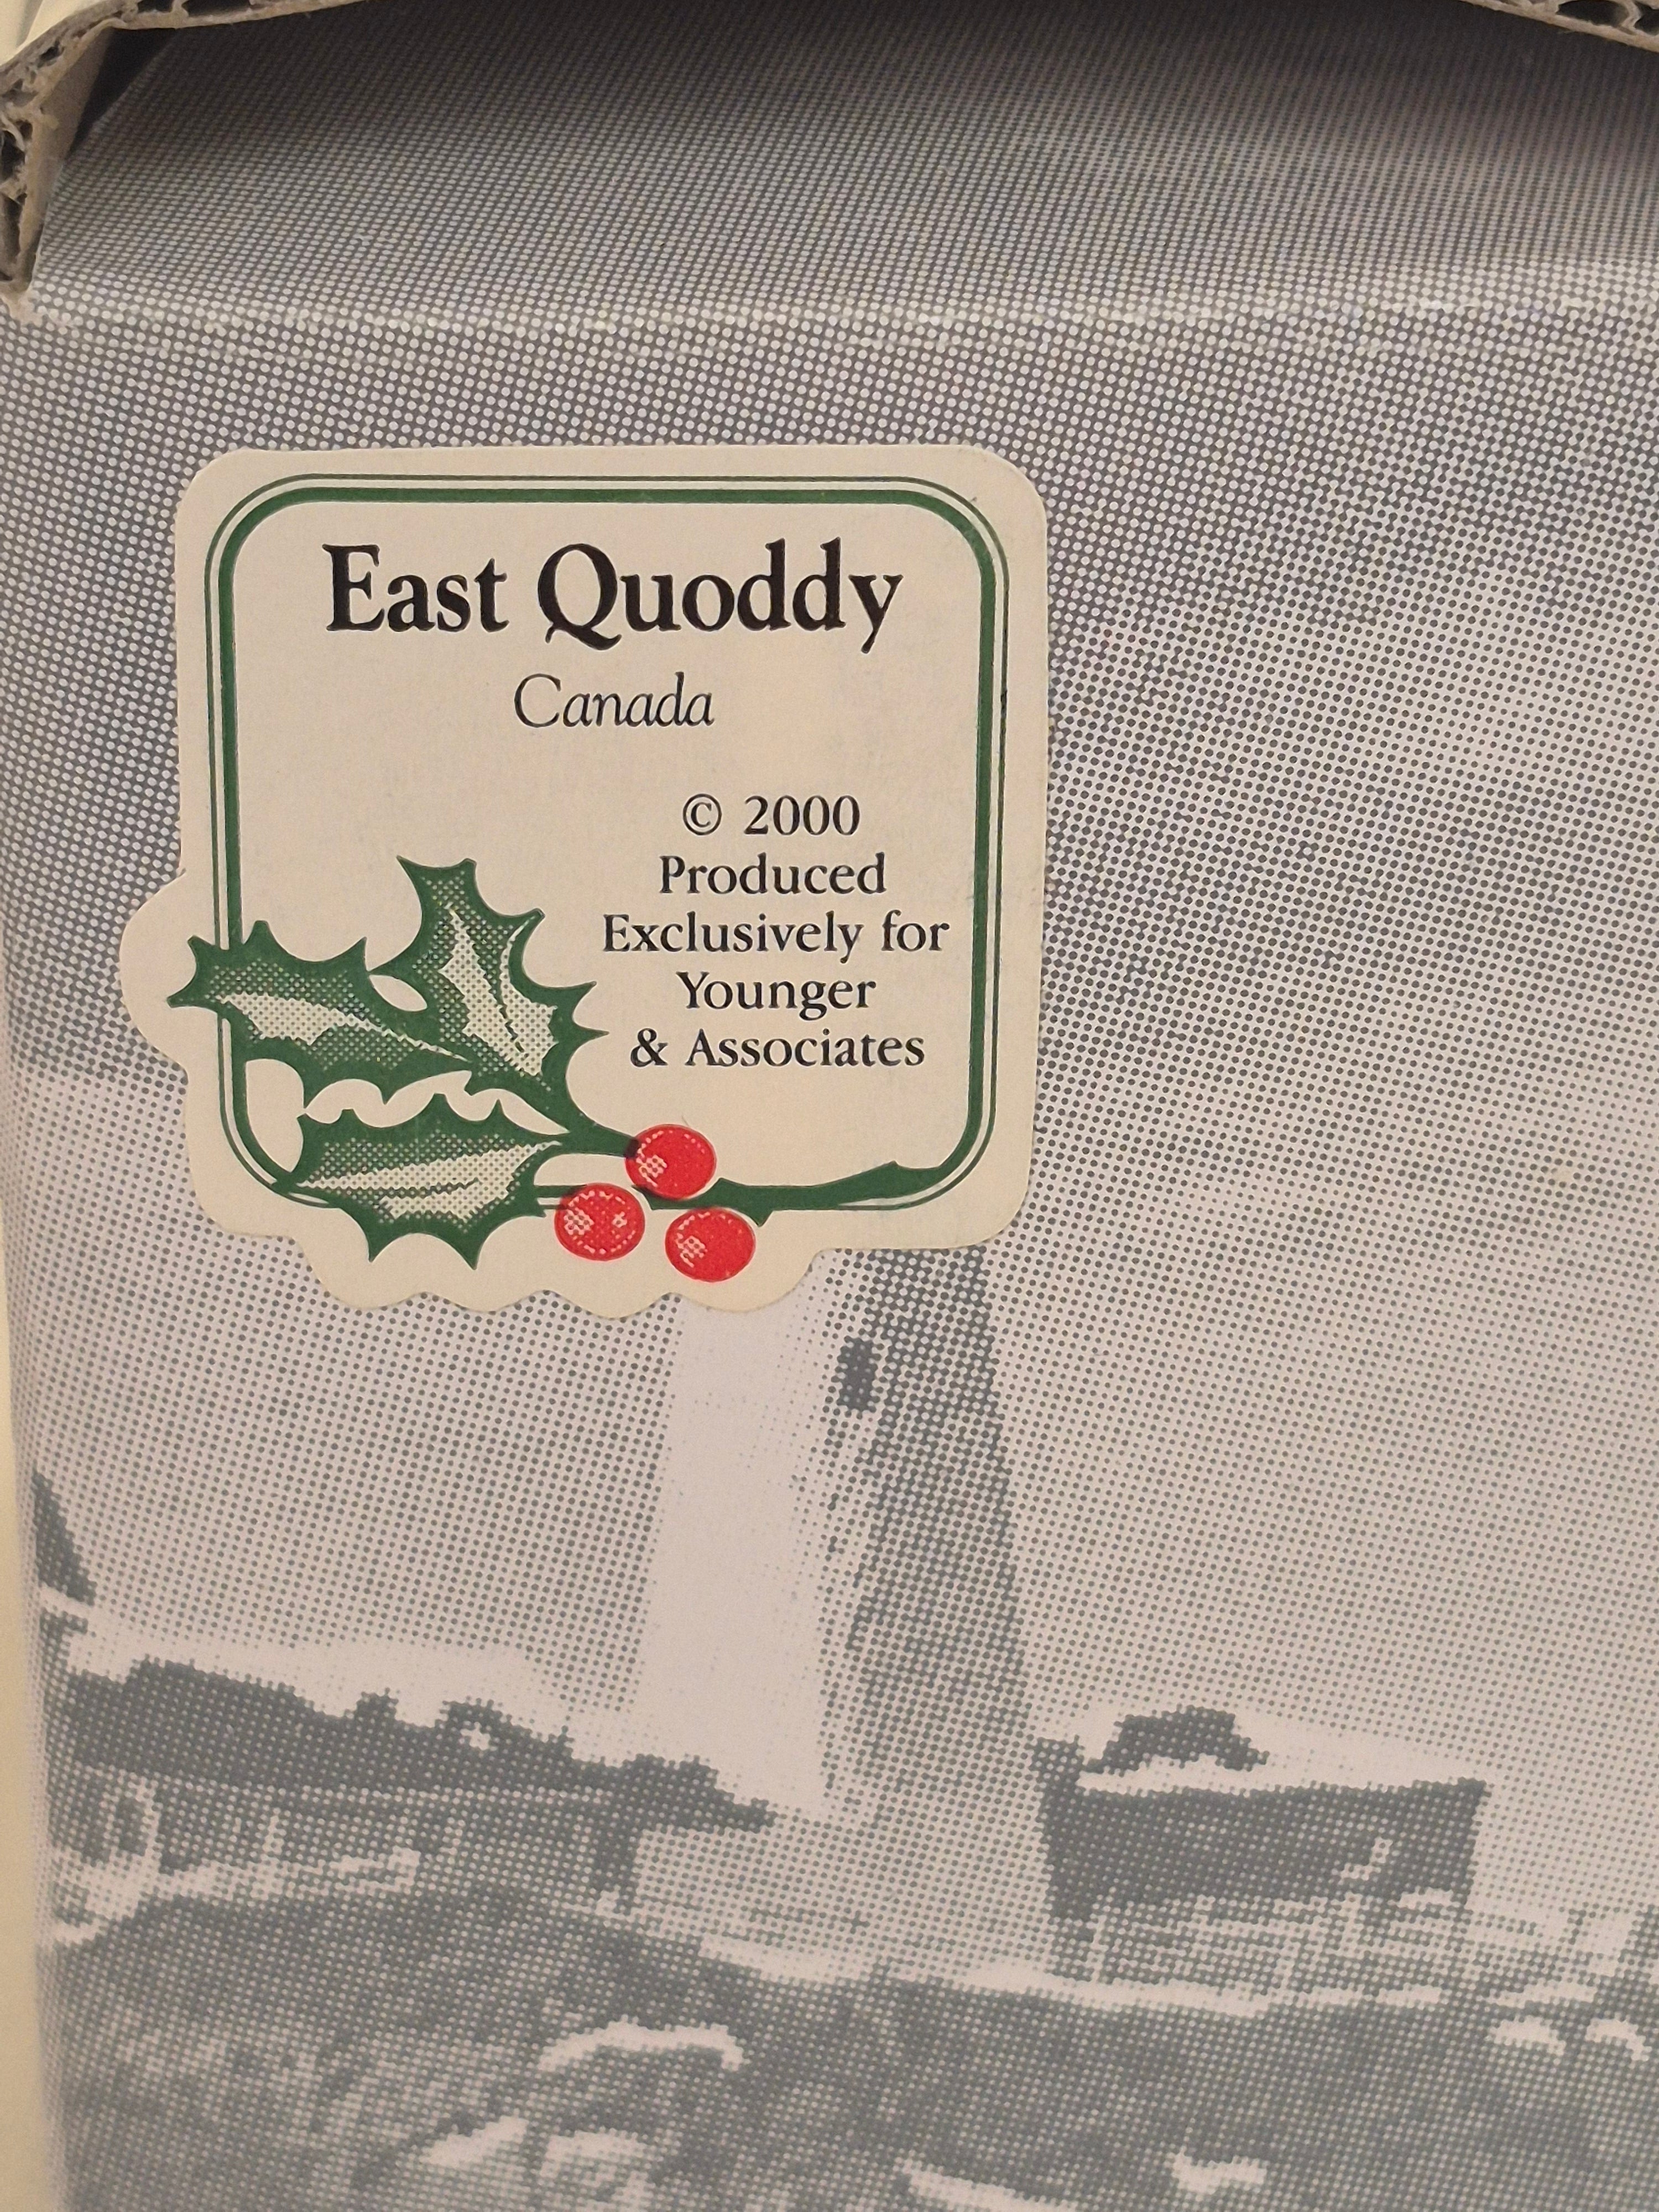 East Quoddy
Canada
© 2000
Produced
Exclusively for
Younger
& Associates